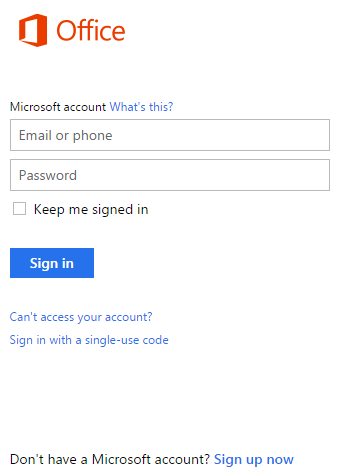 Office
Microsoft account What's this?
Email or phone
Password
Keep me signed in
Sign in
Can't access your account?
Sign in with a single-use code
Don't have a Microsoft account? Sign up now